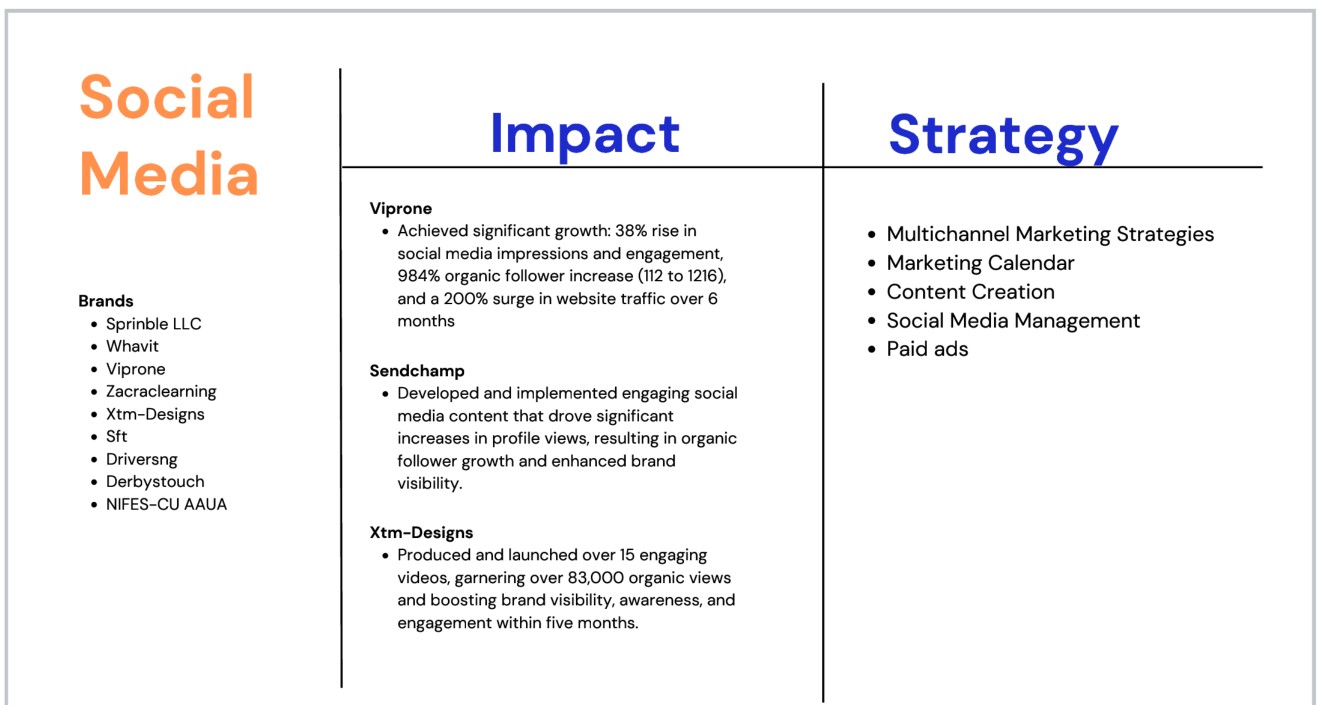 Social
Media
Brands
• Sprinble LLC
• Whavit
• Viprone
• Zacraclearning
• Xtm-Designs
• Sft
• Driversng
• Derbystouch
• NIFES-CU AAUA
Impact
Viprone
• Achieved significant growth: 38% rise in
social media impressions and engagement,
984% organic follower increase (112 to 1216),
and a 200% surge in website traffic over 6
months
Sendchamp
• Developed and implemented engaging social
media content that drove significant
increases in profile views, resulting in organic
follower growth and enhanced brand
visibility.
Xtm-Designs
• Produced and launched over 15 engaging
videos, garnering over 83,000 organic views
and boosting brand visibility, awareness, and
engagement within five months.
Strategy
• Multichannel Marketing Strategies
• Marketing Calendar
• Content Creation
• Social Media Management
• Paid ads